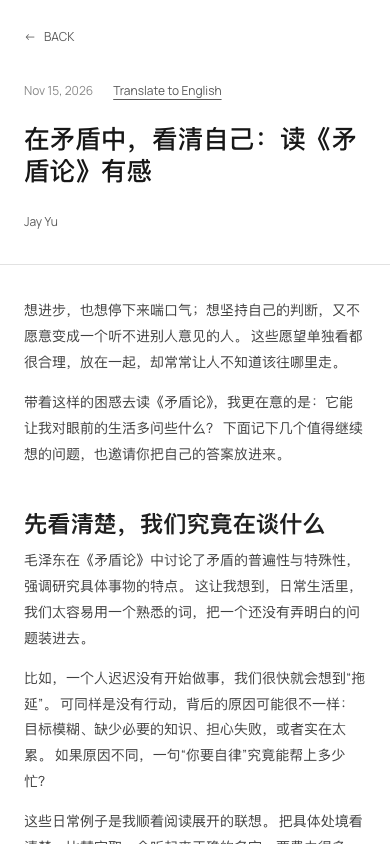 ← BACK
Nov 15, 2026 Translate to English
在矛盾中，看清自己：读《矛
盾论》有感
Jay Yu
想进步，也想停下来喘口气；想坚持自己的判断，又不
愿意变成一个听不进别人意见的人。这些愿望单独看都
很合理，放在一起，却常常让人不知道该往哪里走。
带着这样的困惑去读《矛盾论》，我更在意的是：它能
让我对眼前的生活多问些什么？下面记下几个值得继续
想的问题，也邀请你把自己的答案放进来。
先看清楚，我们究竟在谈什么
毛泽东在《矛盾论》中讨论了矛盾的普遍性与特殊性，
强调研究具体事物的特点。这让我想到，日常生活里，
我们太容易用一个熟悉的词，把一个还没有弄明白的问
题装进去。
比如，一个人迟迟没有开始做事，我们很快就会想到“拖
延”。可同样是没有行动，背后的原因可能很不一样：
目标模糊、缺少必要的知识、担心失败，或者实在太
累。如果原因不同，一句“你要自律”究竟能帮上多少
忙？
这些日常例子是我顺着阅读展开的联想。把具体处境看